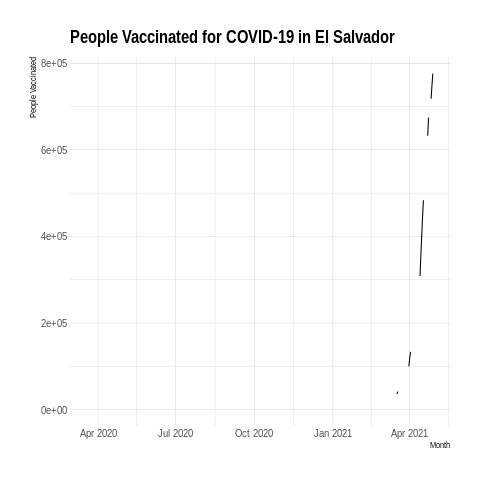 People Vaccinated for COVID-19 in El Salvador
People Vaccinated
8e+05
6e+05
4e+05
2e+05
0e+00
Apr 2020
Jul 2020
Oct 2020
Jan 2021
Apr 2021
Month